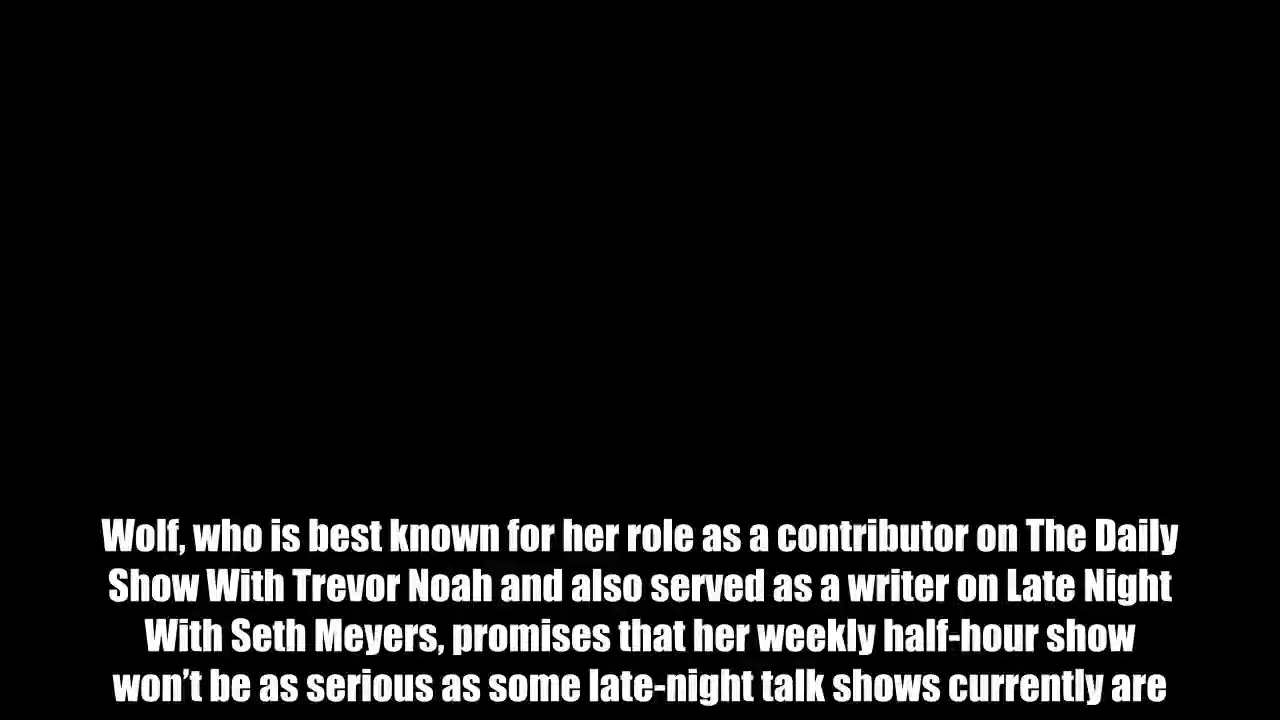 Wolf, who is best known for her role as a contributor on The Daily
Show With Trevor Noah and also served as a writer on Late Night
With Seth Meyers, promises that her weekly half-hour show
won’t be as serious as some late-night talk shows currently are